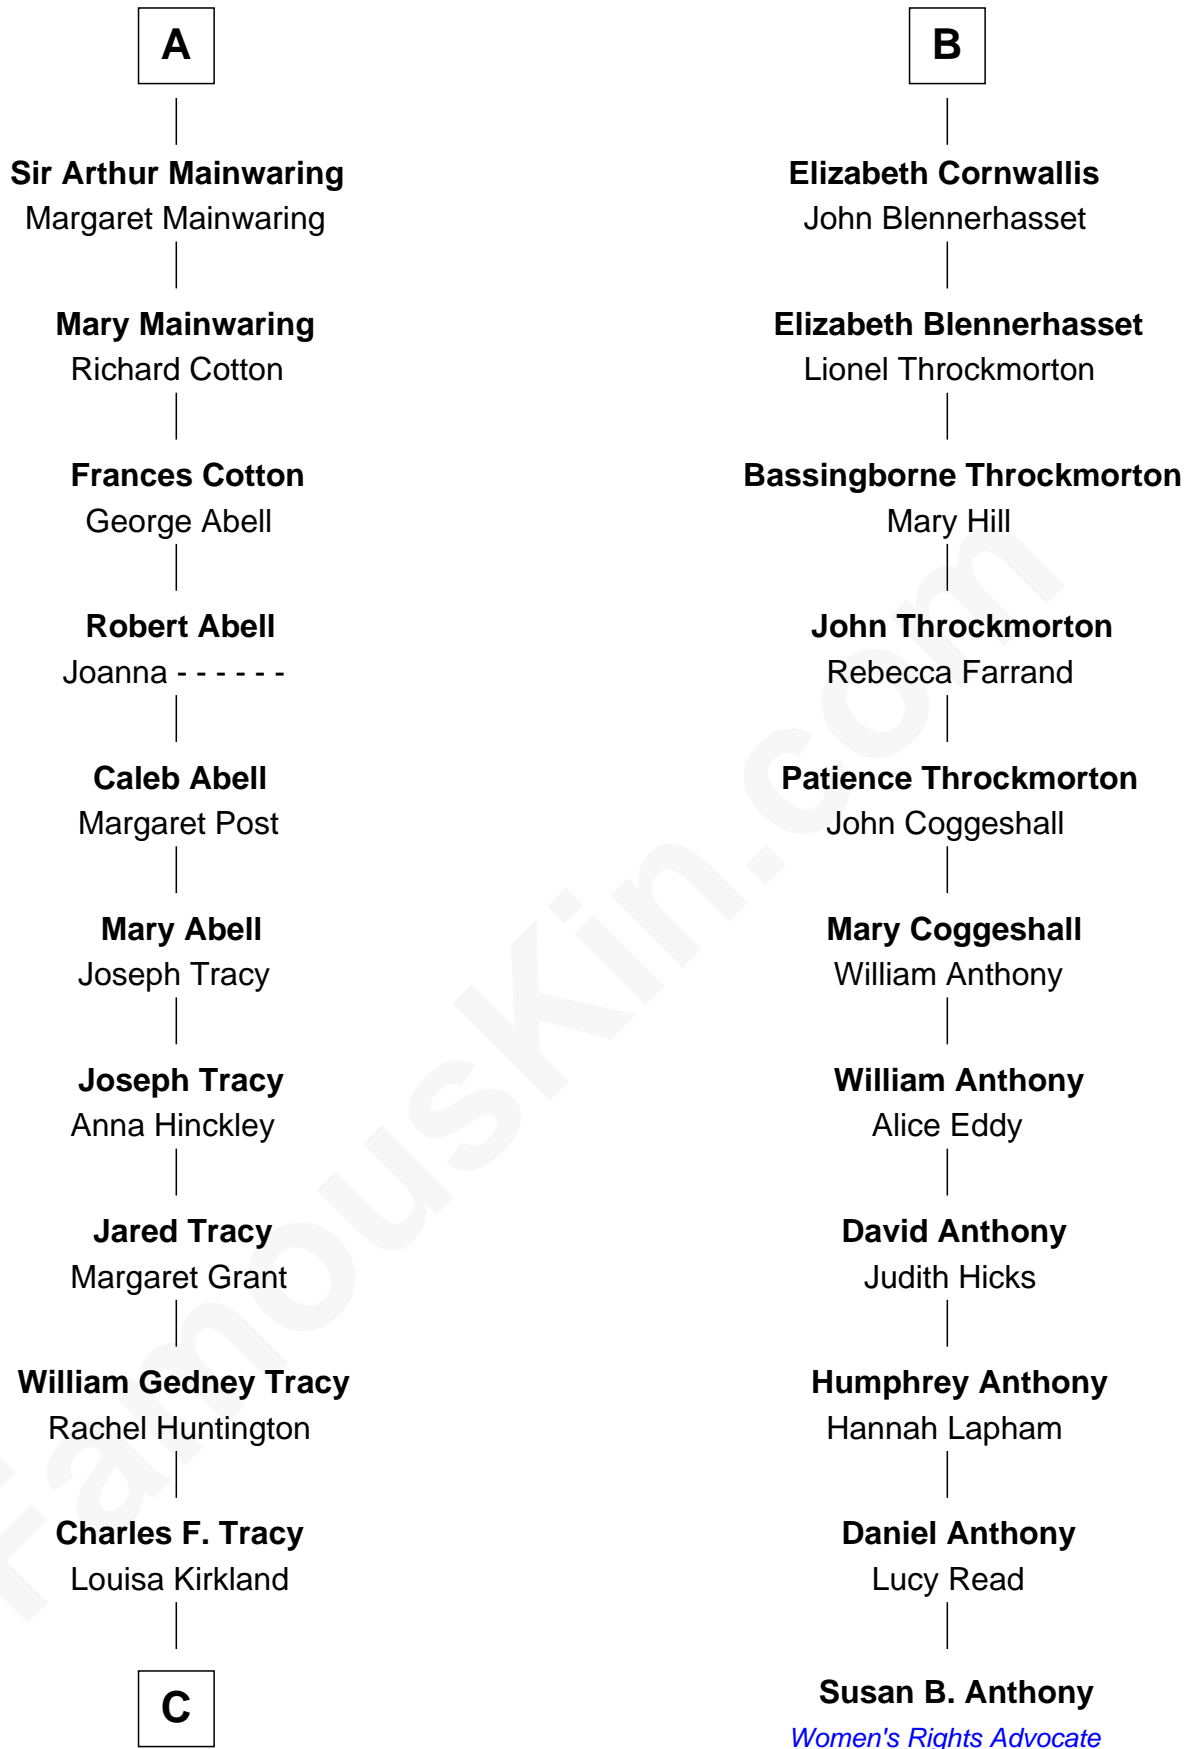 A
Sir Arthur Mainwaring
Margaret Mainwaring
Mary Mainwaring
Richard Cotton
Frances Cotton
George Abell
Robert Abell
Joanna - - - - - -
Caleb Abell
Margaret Post
Mary Abell
Joseph Tracy
Joseph Tracy
Anna Hinckley
Jared Tracy
Margaret Grant
William Gedney Tracy
Rachel Huntington
Charles F. Tracy
Louisa Kirkland
C
B
Elizabeth Cornwallis
John Blennerhasset
Elizabeth Blennerhasset
Lionel Throckmorton
Bassingborne Throckmorton
Mary Hill
John Throckmorton
Rebecca Farrand
Patience Throckmorton
John Coggeshall
Mary Coggeshall
William Anthony
William Anthony
Alice Eddy
David Anthony
Judith Hicks
Humphrey Anthony
Hannah Lapham
Daniel Anthony
Lucy Read
Susan B. Anthony
Women's Rights Advocate
FamousKin.com